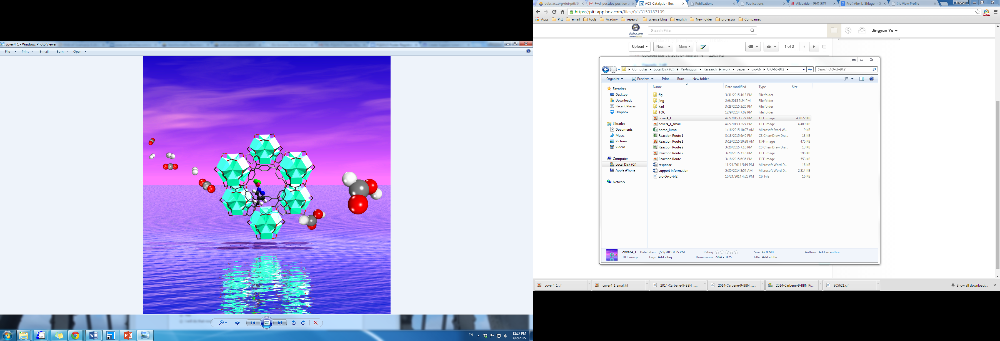 cover4_1 - Windows Photo Viewer
File Print E-mail Burn Open
EN
12:27 PM
4/2/2015
pubs.acs.org/doi/pdf/10
Fwd: postdoc position a
ACS_Catalysis - Box
Publications
Publications
Alkioxide - 有道词典
Prof. Alex L. Shluger - G
Iris View Profile
Jingyun
https://pitt.app.box.com/files/0/f/3150187109
NEW
Apps Pitt email tools Acadmy research science blog english New folder professor Companies
pitt.box.com
Search Files
Jingyun Ye
Upload New... More 1 of 2
Computer Local Disk (C:) Ye-Jingyun Research work paper uio-66 UiO-66-BF2
Search UiO-66-BF2
Organize Preview Print Burn New folder
Favorites
Desktop
Downloads
Recent Places
Dropbox
Libraries
Documents
Music
Pictures
Videos
Computer
Local Disk (C:)
Apple iPhone
Network
Name Date modified Type Size
fig 3/31/2015 4:13 PM File folder
jing 2/9/2015 5:24 PM File folder
karl 3/28/2015 3:20 PM File folder
TOC 12/9/2014 7:02 PM File folder
cover4_1 4/2/2015 12:27 PM TIFF image 43,022 KB
cover4_1_small 4/2/2015 12:27 PM TIFF image 4,409 KB
homo_lumo 1/16/2015 10:07 AM Microsoft Excel W... 9 KB
Reaction Route 1 3/18/2015 6:40 PM CS ChemDraw Dra... 18 KB
Reaction Route 1 3/19/2015 10:38 AM TIFF image 470 KB
Reaction Route 2 3/20/2015 7:16 PM CS ChemDraw Dra... 13 KB
Reaction Route 2 3/20/2015 7:16 PM TIFF image 598 KB
Reaction Route 3/18/2015 6:35 PM TIFF image 553 KB
response 11/24/2014 5:19 PM Microsoft Word D... 16 KB
support information 5/30/2014 8:54 AM Microsoft Word D... 2,814 KB
uio-66-p-bf2 10/24/2014 4:51 PM CIF File 16 KB
cover4_1 Date taken: 3/23/2015 9:35 PM Rating: Size: 42.0 MB Authors: Add an author
TIFF image Tags: Add a tag Dimensions: 2994 x 3125 Title: Add a title
cover4_1.tif
cover4_1_small.tif
2014-Carbene-9-BBN .......
2014-Carbene-9-BBN .......
2014-Carbene-9-BBN Ri...
905621.cif
Show all downloads...